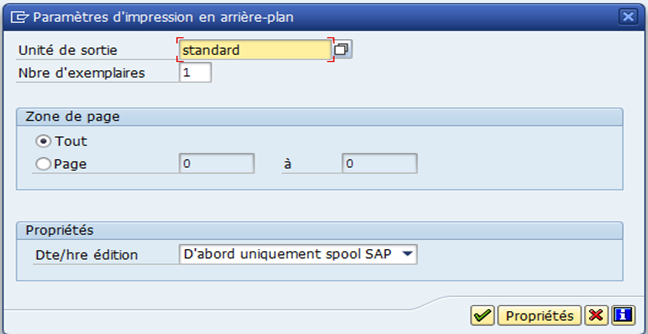 Paramètres d'impression en arrière-plan
Unité de sortie standard
Nbre d'exemplaires 1
Zone de page
Tout
Page 0 à 0
Propriétés
Dte/hre édition D'abord uniquement spool SAP
Propriétés